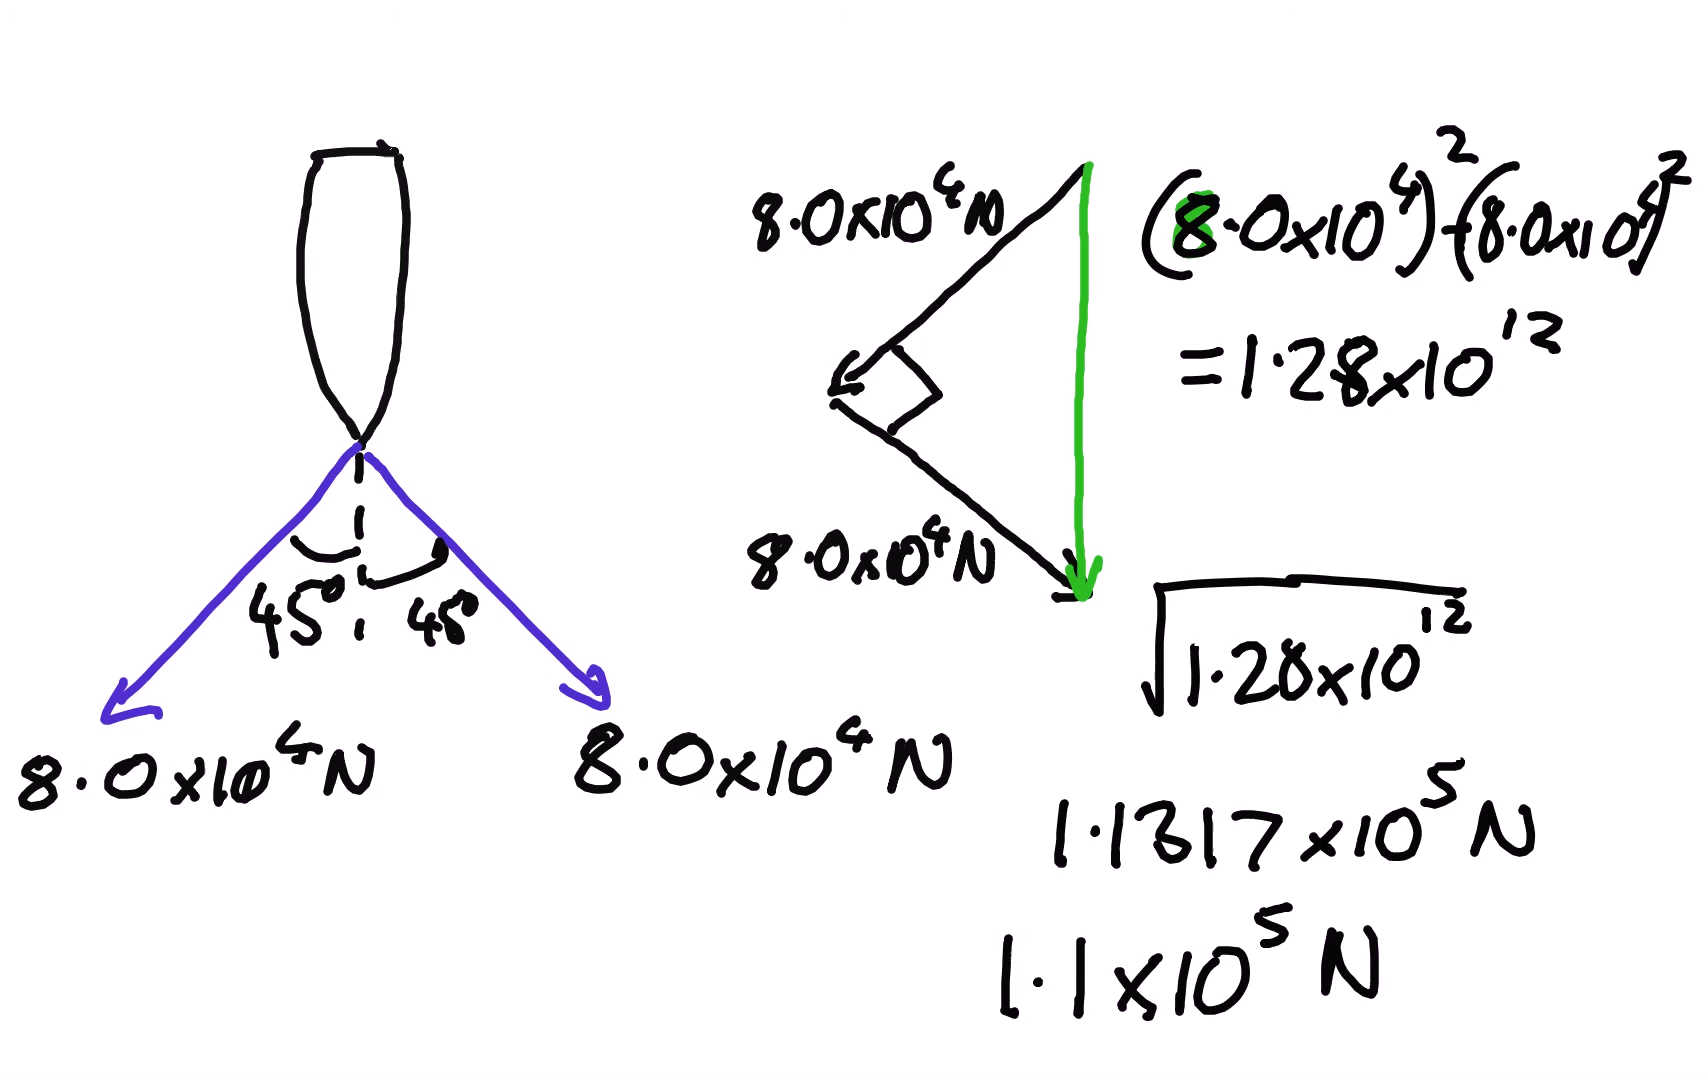 45° 45°
8.0x10⁴N
8.0x10⁴N
8.0x10⁴N
8.0x10⁴N
(8.0x10⁴)²+(8.0x10⁴)²
=1.28x10¹²
√1.28x10¹²
1.1317x10⁵N
1.1x10⁵N